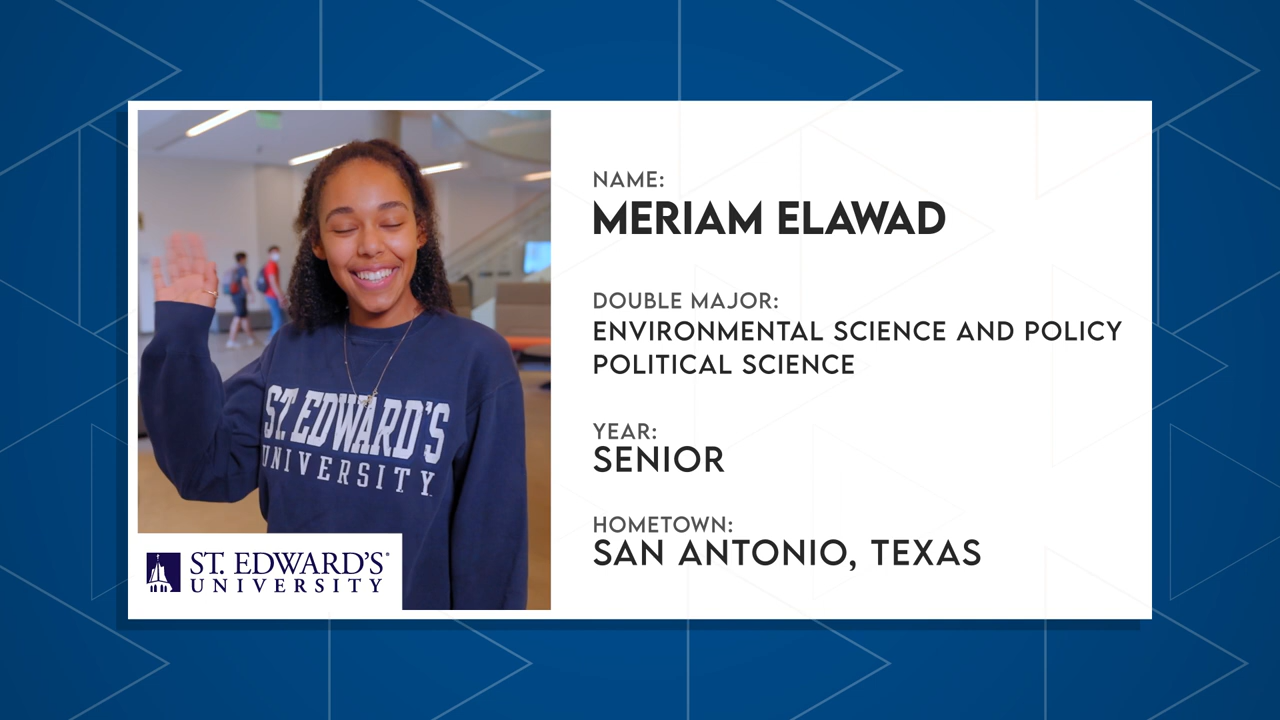 NAME:
MERIAM ELAWAD
DOUBLE MAJOR:
ENVIRONMENTAL SCIENCE AND POLICY
POLITICAL SCIENCE
YEAR:
SENIOR
HOMETOWN:
SAN ANTONIO, TEXAS
ST. EDWARD'S
UNIVERSITY
ST. EDWARD'S®
UNIVERSITY